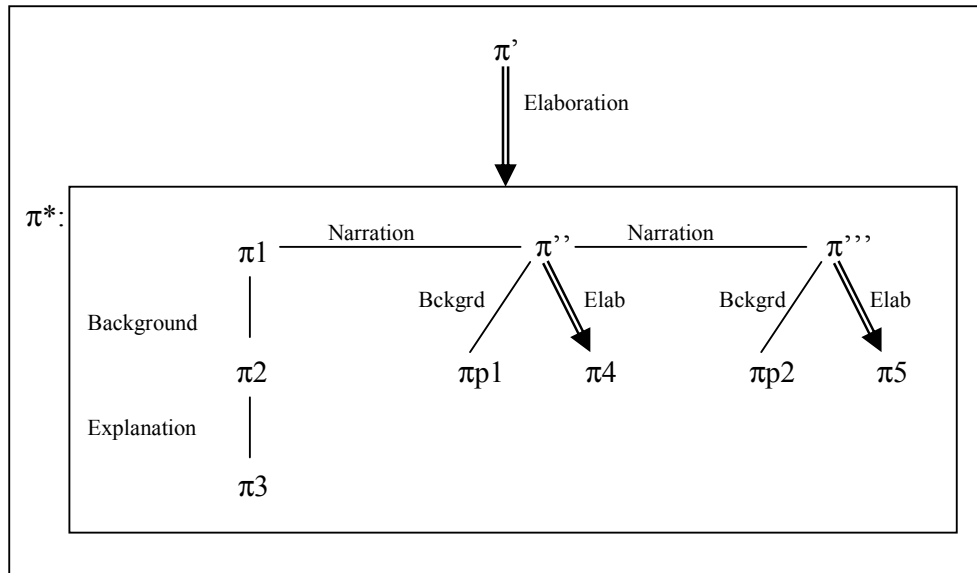 π’
Elaboration
π*:
π1 Narration π’’ Narration π’’’
Background Bckgrd Elab Bckgrd Elab
π2 πp1 π4 πp2 π5
Explanation
π3